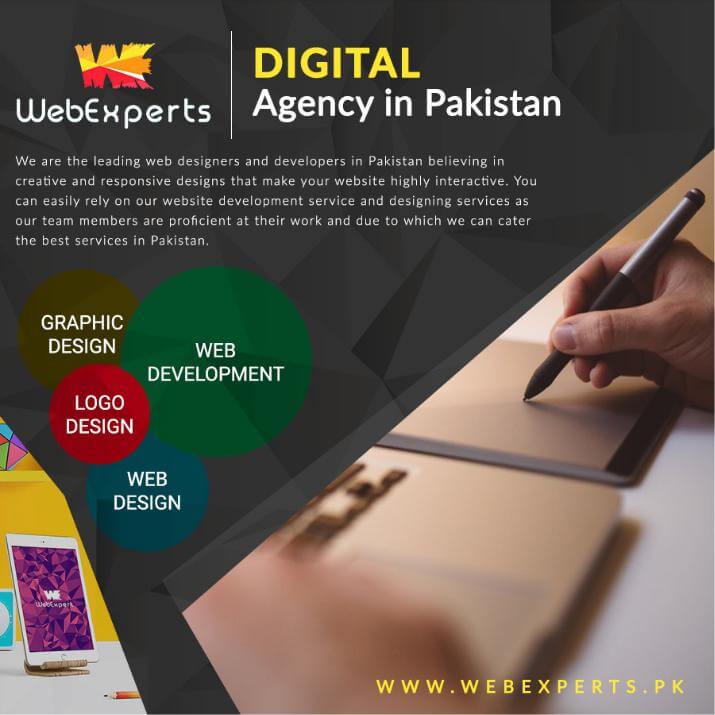 WebExperts
DIGITAL
Agency in Pakistan
We are the leading web designers and developers in Pakistan believing in
creative and responsive designs that make your website highly interactive. You
can easily rely on our website development service and designing services as
our team members are proficient at their work and due to which we can cater
the best services in Pakistan.
GRAPHIC
DESIGN
WEB
DEVELOPMENT
LOGO
DESIGN
WEB
DESIGN
WebExperts
WWW.WEBEXPERTS.PK